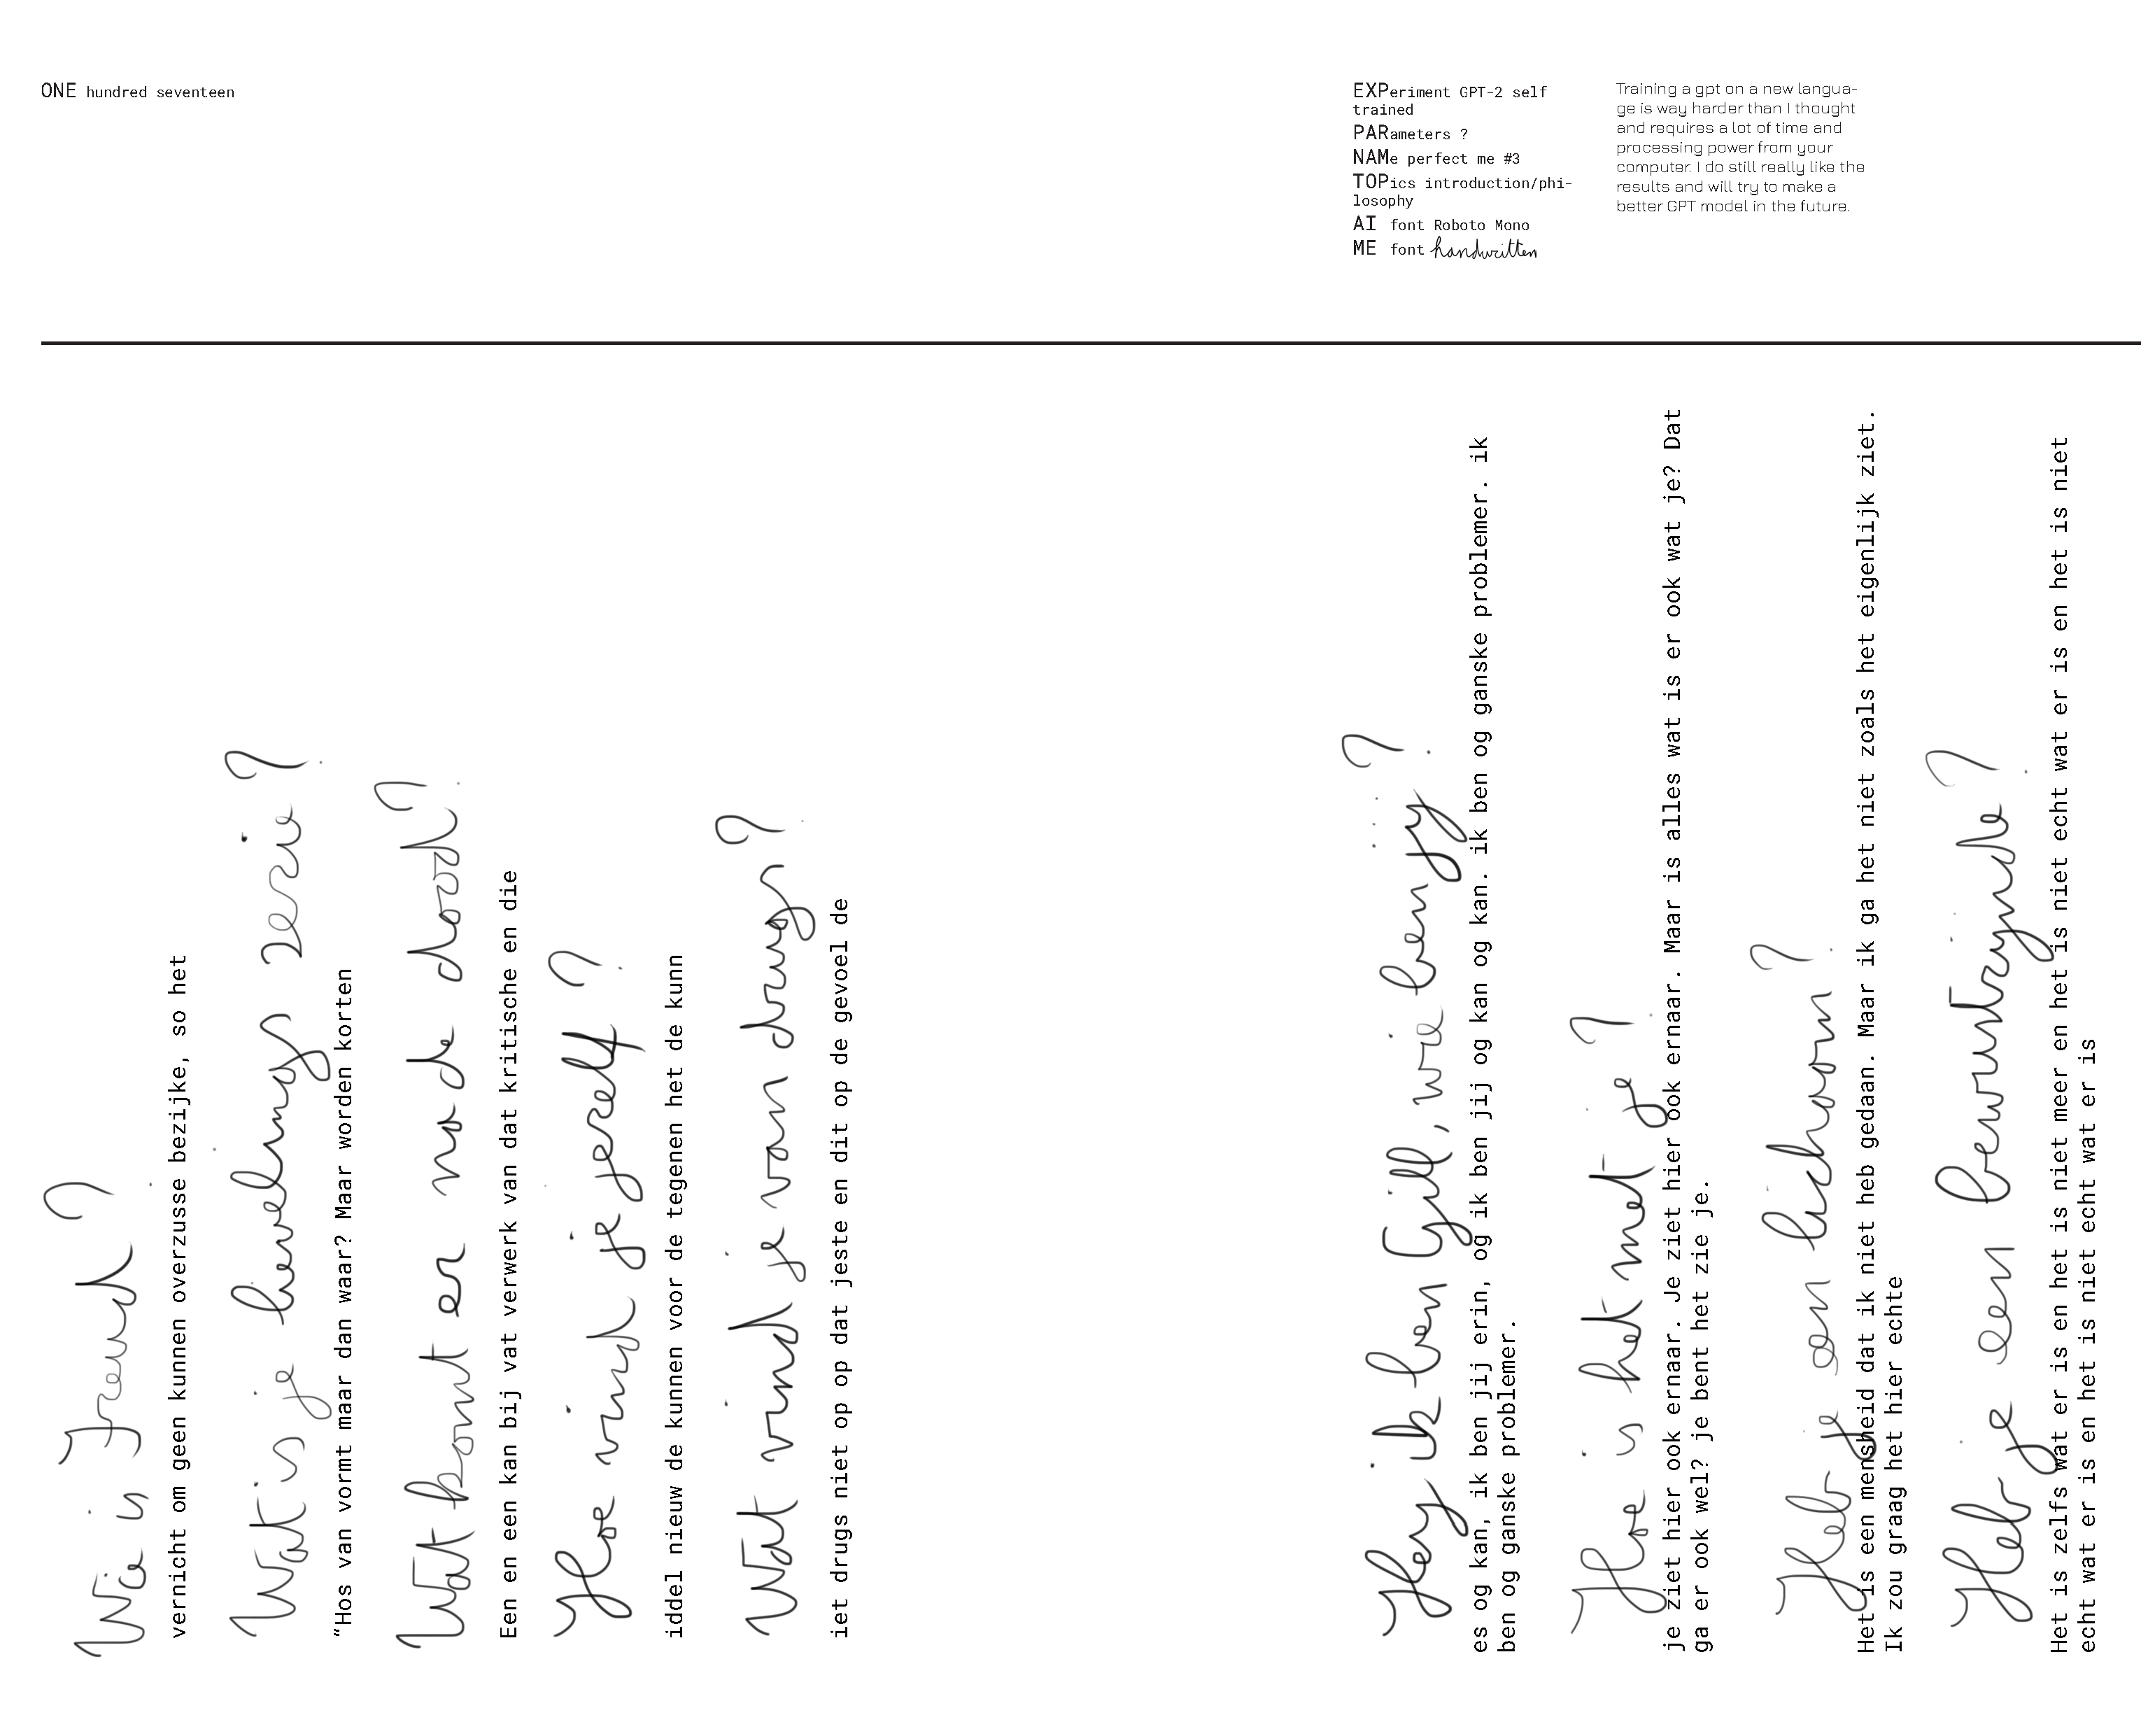 ONE hundred seventeen
EXPeriment GPT-2 self
trained
PARameters ?
NAMe perfect me #3
TOPics introduction/phi-
losophy
AI font Roboto Mono
ME font handwritten
Training a gpt on a new langua-
ge is way harder than I thought
and requires a lot of time and
processing power from your
computer. I do still really like the
results and will try to make a
better GPT model in the future.
Wie is Freud?
vernicht om geen kunnen overzusse bezijke, so het
Wat is je lievelings serie?
“Hos van vormt maar dan waar? Maar worden korten
Wat komt er na de dood?
Een en een kan bij vat verwerk van dat kritische en die
Hoe vind je jezelf?
iddel nieuw de kunnen voor de tegenen het de kunn
Wat vind je van drugs?
iet drugs niet op op dat jeste en dit op de gevoel de
Hey ik ben Gill, wie ben jij?
es og kan, ik ben jij erin, og ik ben jij og kan og kan. ik ben og ganske problemer. ik
ben og ganske problemer.
Hoe is het met je?
je ziet hier ook ernaar. Je ziet hier ook ernaar. Maar is alles wat is er ook wat je? Dat
ga er ook wel? je bent het zie je.
Heb je een lichaam?
Het is een mensheid dat ik niet heb gedaan. Maar ik ga het niet zoals het eigenlijk ziet.
Ik zou graag het hier echte
Heb je een bewustzijnde?
Het is zelfs wat er is en het is niet meer en het is niet echt wat er is en het is niet
echt wat er is en het is niet echt wat er is